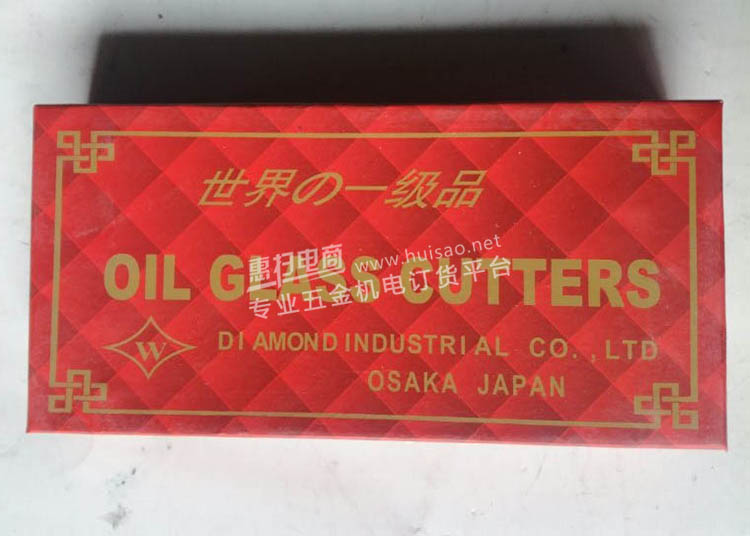 世界の一级品
惠扫电商 www.huisao.net
专业五金机电订货平台
OIL GLASS CUTTERS
W
DIAMOND INDUSTRIAL CO.,LTD
OSAKA JAPAN